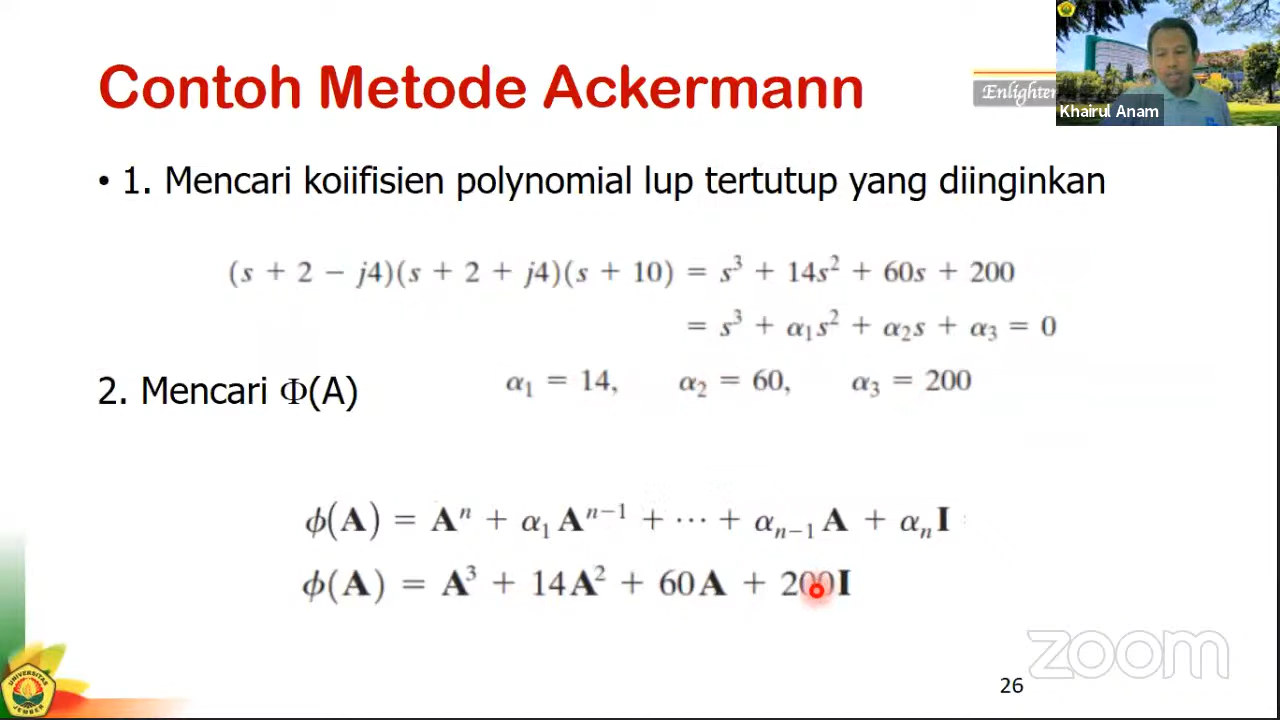 Contoh Metode Ackermann
Enlighten
Khairul Anam
• 1. Mencari koiifisien polynomial lup tertutup yang diinginkan
(s + 2 − j4)(s + 2 + j4)(s + 10) = s³ + 14s² + 60s + 200
= s³ + α₁s² + α₂s + α₃ = 0
2. Mencari Φ(A)
α₁ = 14, α₂ = 60, α₃ = 200
ϕ(A) = Aⁿ + α₁Aⁿ⁻¹ + ⋯ + αₙ₋₁A + αₙI
ϕ(A) = A³ + 14A² + 60A + 200I
zoom
26
UNIVERSITAS
JEMBER